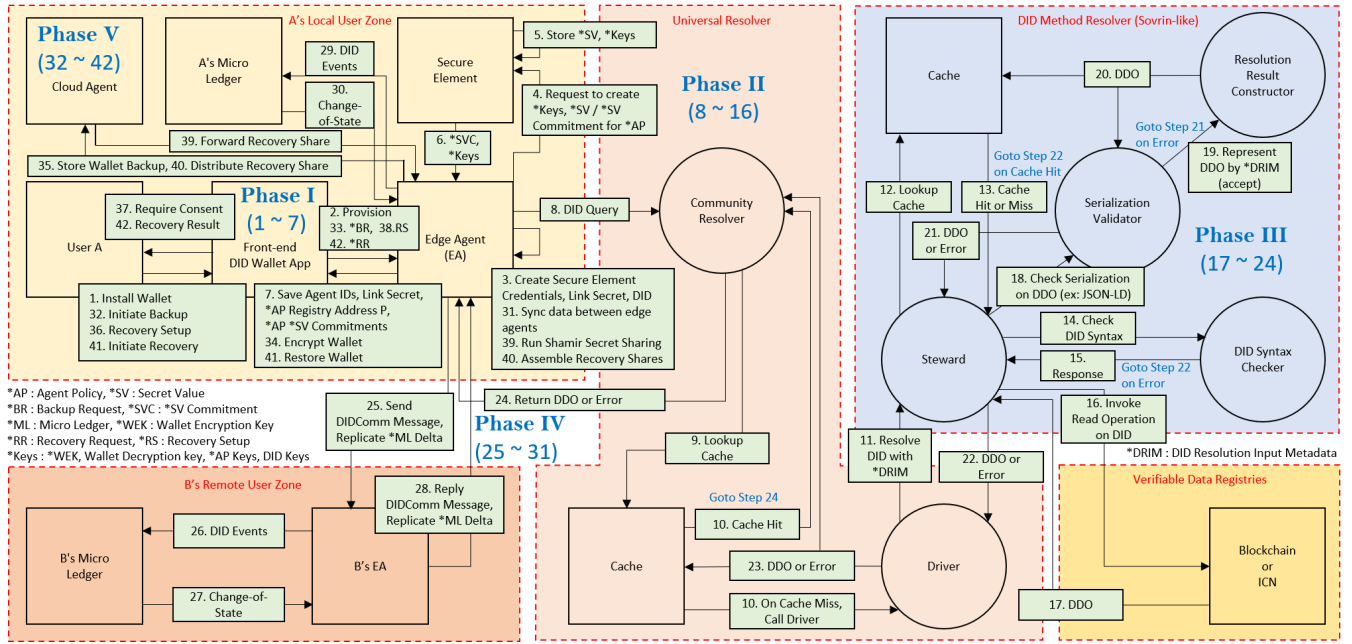 A's Local User Zone
Phase V
(32 ~ 42)
Cloud Agent
A's Micro
Ledger
29. DID
Events
30.
Change-
of-State
Secure
Element
5. Store *SV, *Keys
4. Request to create
*Keys, *SV / *SV
Commitment for *AP
6. *SVC,
*Keys
39. Forward Recovery Share
35. Store Wallet Backup, 40. Distribute Recovery Share
Phase I
(1 ~ 7)
37. Require Consent
42. Recovery Result
User A
Front-end
DID Wallet App
2. Provision
33. *BR, 38.RS
42. *RR
Edge Agent
(EA)
8. DID Query
1. Install Wallet
32. Initiate Backup
36. Recovery Setup
41. Initiate Recovery
7. Save Agent IDs, Link Secret,
*AP Registry Address P,
*AP *SV Commitments
34. Encrypt Wallet
41. Restore Wallet
3. Create Secure Element
Credentials, Link Secret, DID
31. Sync data between edge
agents
39. Run Shamir Secret Sharing
40. Assemble Recovery Shares
*AP : Agent Policy, *SV : Secret Value
*BR : Backup Request, *SVC : *SV Commitment
*ML : Micro Ledger, *WEK : Wallet Encryption Key
*RR : Recovery Request, *RS : Recovery Setup
*Keys : *WEK, Wallet Decryption key, *AP Keys, DID Keys
25. Send
DIDComm Message,
Replicate *ML Delta
24. Return DDO or Error
Phase IV
(25 ~ 31)
B's Remote User Zone
B's Micro
Ledger
26. DID Events
27. Change-of-
State
B's EA
28. Reply
DIDComm Message,
Replicate *ML Delta
Universal Resolver
Phase II
(8 ~ 16)
Community
Resolver
9. Lookup
Cache
Goto Step 24
10. Cache Hit
Cache
23. DDO or Error
10. On Cache Miss,
Call Driver
Driver
11. Resolve
DID with
*DRIM
22. DDO or
Error
DID Method Resolver (Sovrin-like)
Cache
20. DDO
Resolution
Result
Constructor
Goto Step 21
on Error
19. Represent
DDO by *DRIM
(accept)
Goto Step 22
on Cache Hit
12. Lookup
Cache
13. Cache
Hit or Miss
Serialization
Validator
21. DDO
or Error
Phase III
(17 ~ 24)
18. Check Serialization
on DDO (ex: JSON-LD)
14. Check
DID Syntax
Steward
15.
Response
Goto Step 22
on Error
DID Syntax
Checker
16. Invoke
Read Operation
on DID
*DRIM : DID Resolution Input Metadata
Verifiable Data Registries
Blockchain
or
ICN
17. DDO